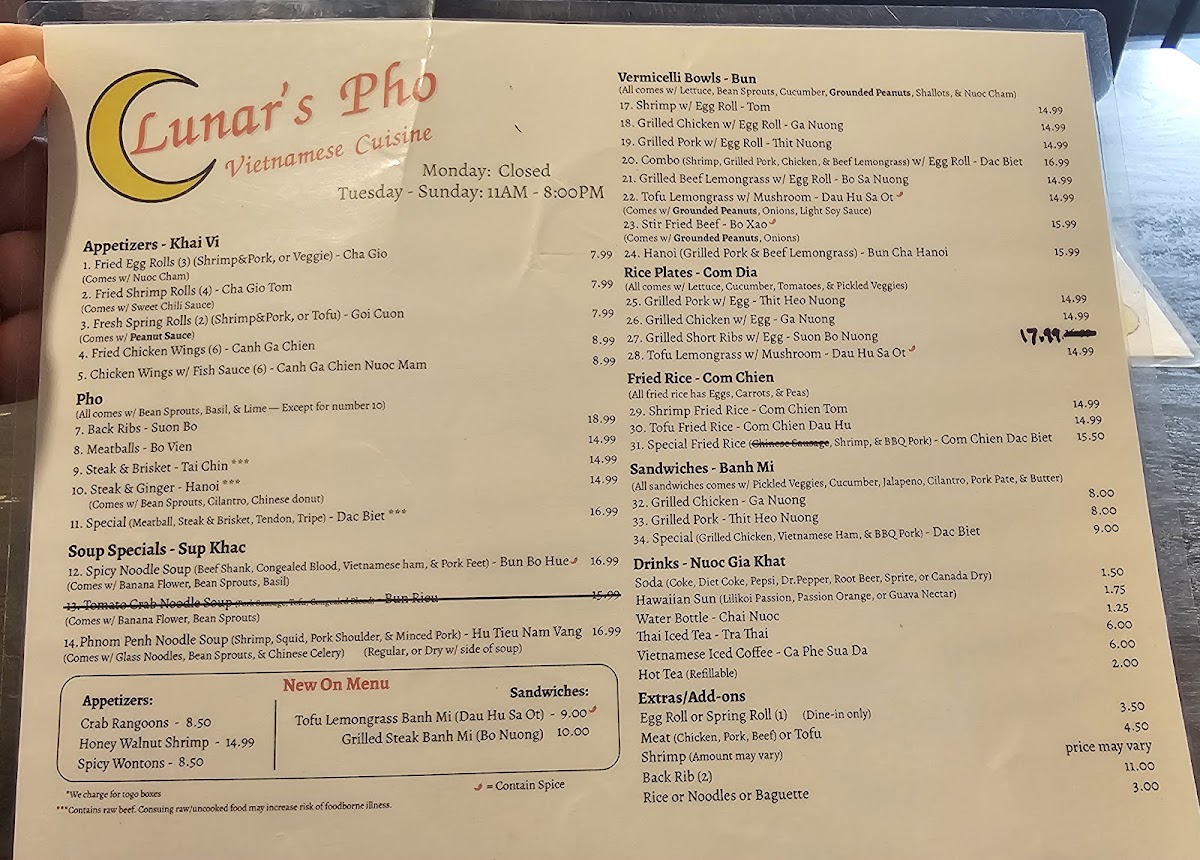 Lunar's Pho
Vietnamese Cuisine
Monday: Closed
Tuesday - Sunday: 11AM - 8:00PM
Appetizers - Khai Vi
1. Fried Egg Rolls (3) (Shrimp&Pork, or Veggie) - Cha Gio 7.99
(Comes w/ Nuoc Cham)
2. Fried Shrimp Rolls (4) - Cha Gio Tom 7.99
(Comes w/ Sweet Chili Sauce)
3. Fresh Spring Rolls (2) (Shrimp&Pork, or Tofu) - Goi Cuon 7.99
(Comes w/ Peanut Sauce)
4. Fried Chicken Wings (6) - Canh Ga Chien 8.99
5. Chicken Wings w/ Fish Sauce (6) - Canh Ga Chien Nuoc Mam 8.99
Pho
(All comes w/ Bean Sprouts, Basil, & Lime — Except for number 10)
7. Back Ribs - Suon Bo 18.99
8. Meatballs - Bo Vien 14.99
9. Steak & Brisket - Tai Chin *** 14.99
10. Steak & Ginger - Hanoi *** 14.99
(Comes w/ Bean Sprouts, Cilantro, Chinese donut)
11. Special (Meatball, Steak & Brisket, Tendon, Tripe) - Dac Biet *** 16.99
Soup Specials - Sup Khac
12. Spicy Noodle Soup (Beef Shank, Congealed Blood, Vietnamese ham, & Pork Feet) - Bun Bo Hue 16.99
(Comes w/ Banana Flower, Bean Sprouts, Basil)
13. Tomato Crab Noodle Soup (Pork Sausage, Tofu, Congealed Blood) - Bun Rieu 15.99
(Comes w/ Banana Flower, Bean Sprouts)
14. Phnom Penh Noodle Soup (Shrimp, Squid, Pork Shoulder, & Minced Pork) - Hu Tieu Nam Vang 16.99
(Comes w/ Glass Noodles, Bean Sprouts, & Chinese Celery) (Regular, or Dry w/ side of soup)
New On Menu
Appetizers:
Crab Rangoons - 8.50
Honey Walnut Shrimp - 14.99
Spicy Wontons - 8.50
Sandwiches:
Tofu Lemongrass Banh Mi (Dau Hu Sa Ot) - 9.00
Grilled Steak Banh Mi (Bo Nuong) 10.00
= Contain Spice
*We charge for togo boxes
***Contains raw beef. Consuing raw/uncooked food may increase risk of foodborne illness.
Vermicelli Bowls - Bun
(All comes w/ Lettuce, Bean Sprouts, Cucumber, Grounded Peanuts, Shallots, & Nuoc Cham)
17. Shrimp w/ Egg Roll - Tom 14.99
18. Grilled Chicken w/ Egg Roll - Ga Nuong 14.99
19. Grilled Pork w/ Egg Roll - Thit Nuong 14.99
20. Combo (Shrimp, Grilled Pork, Chicken, & Beef Lemongrass) w/ Egg Roll - Dac Biet 16.99
21. Grilled Beef Lemongrass w/ Egg Roll - Bo Sa Nuong 14.99
22. Tofu Lemongrass w/ Mushroom - Dau Hu Sa Ot 14.99
(Comes w/ Grounded Peanuts, Onions, Light Soy Sauce)
23. Stir Fried Beef - Bo Xao 15.99
(Comes w/ Grounded Peanuts, Onions)
24. Hanoi (Grilled Pork & Beef Lemongrass) - Bun Cha Hanoi 15.99
Rice Plates - Com Dia
(All comes w/ Lettuce, Cucumber, Tomatoes, & Pickled Veggies)
25. Grilled Pork w/ Egg - Thit Heo Nuong 14.99
26. Grilled Chicken w/ Egg - Ga Nuong 14.99
27. Grilled Short Ribs w/ Egg - Suon Bo Nuong 17.99
28. Tofu Lemongrass w/ Mushroom - Dau Hu Sa Ot 14.99
Fried Rice - Com Chien
(All fried rice has Eggs, Carrots, & Peas)
29. Shrimp Fried Rice - Com Chien Tom 14.99
30. Tofu Fried Rice - Com Chien Dau Hu 14.99
31. Special Fried Rice (Chinese Sausage, Shrimp, & BBQ Pork) - Com Chien Dac Biet 15.50
Sandwiches - Banh Mi
(All sandwiches comes w/ Pickled Veggies, Cucumber, Jalapeno, Cilantro, Pork Pate, & Butter)
32. Grilled Chicken - Ga Nuong 8.00
33. Grilled Pork - Thit Heo Nuong 8.00
34. Special (Grilled Chicken, Vietnamese Ham, & BBQ Pork) - Dac Biet 9.00
Drinks - Nuoc Gia Khat
Soda (Coke, Diet Coke, Pepsi, Dr.Pepper, Root Beer, Sprite, or Canada Dry) 1.50
Hawaiian Sun (Lilikoi Passion, Passion Orange, or Guava Nectar) 1.75
Water Bottle - Chai Nuoc 1.25
Thai Iced Tea - Tra Thai 6.00
Vietnamese Iced Coffee - Ca Phe Sua Da 6.00
Hot Tea (Refillable) 2.00
Extras/Add-ons
Egg Roll or Spring Roll (1) (Dine-in only) 3.50
Meat (Chicken, Pork, Beef) or Tofu 4.50
Shrimp (Amount may vary) price may vary
Back Rib (2) 11.00
Rice or Noodles or Baguette 3.00